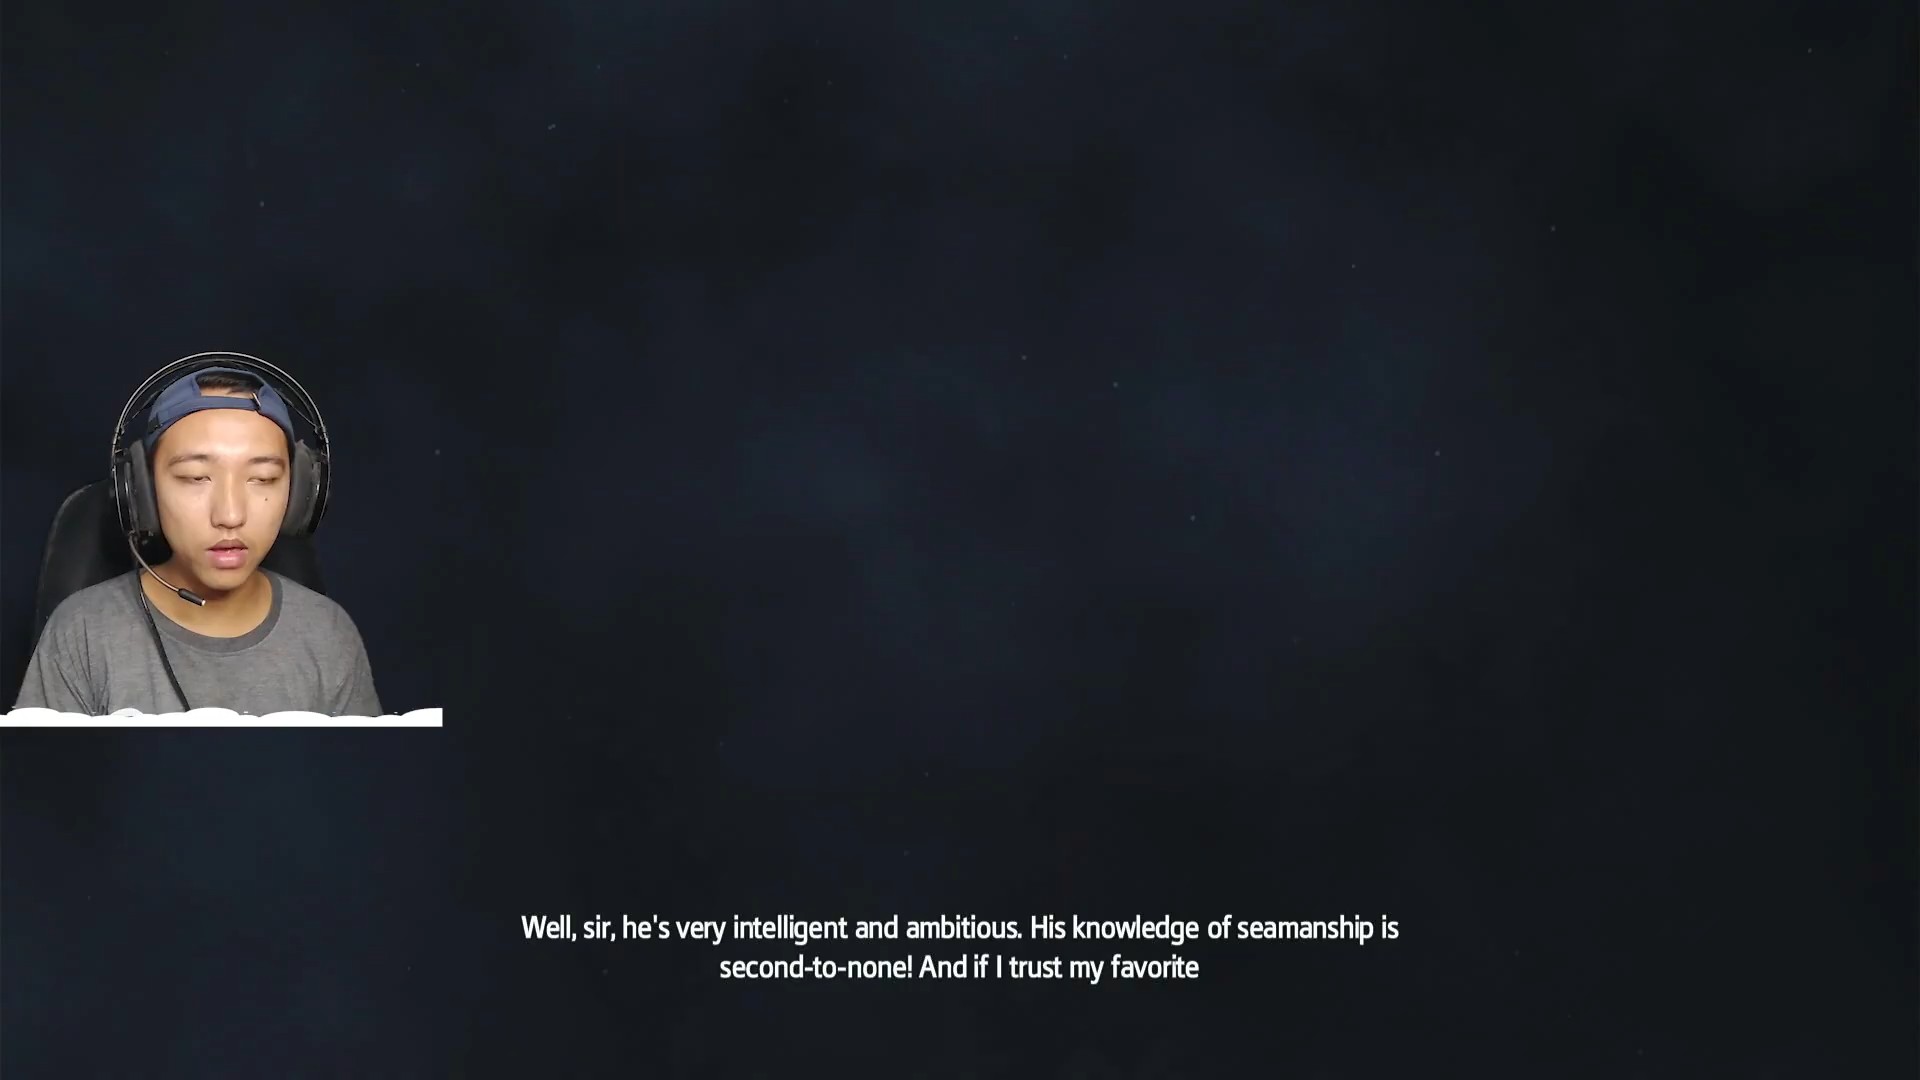 Well, sir, he's very intelligent and ambitious. His knowledge of seamanship is
second-to-none! And if I trust my favorite